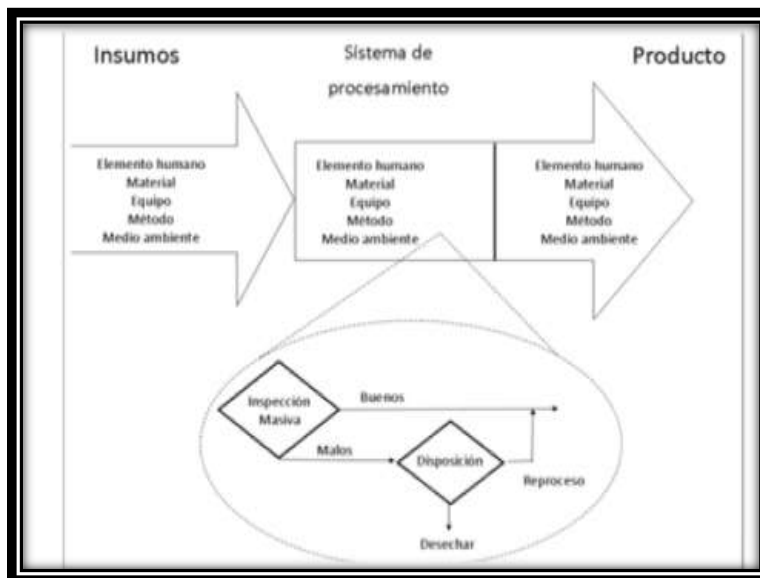 Insumos
Sistema de
procesamiento
Producto
Elemento humano
Material
Equipo
Método
Medio ambiente
Elemento humano
Material
Equipo
Método
Medio ambiente
Elemento humano
Material
Equipo
Método
Medio ambiente
Inspección
Masiva
Buenos
Malos
Disposición
Reproceso
Desechar